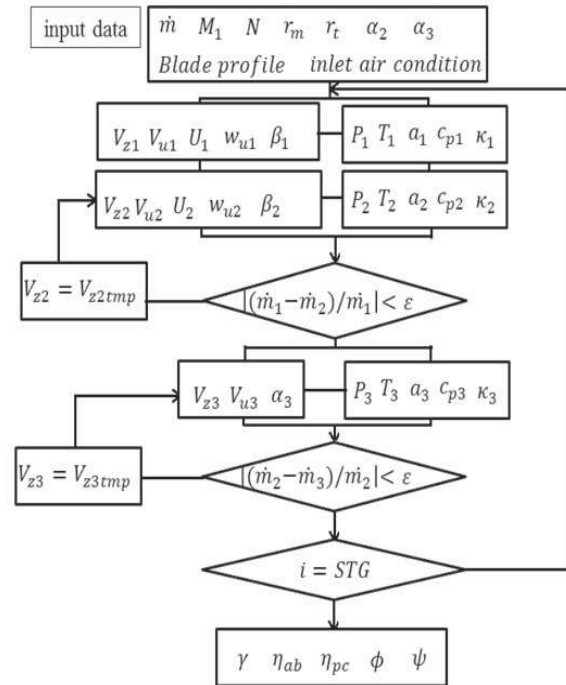 input data
ṁ M₁ N rₘ rₜ α₂ α₃
Blade profile inlet air condition
V_z1 V_u1 U₁ w_u1 β₁
P₁ T₁ a₁ c_p1 κ₁
V_z2 V_u2 U₂ w_u2 β₂
P₂ T₂ a₂ c_p2 κ₂
V_z2 = V_z2tmp
|(ṁ₁−ṁ₂)/ṁ₁| < ε
V_z3 V_u3 α₃
P₃ T₃ a₃ c_p3 κ₃
V_z3 = V_z3tmp
|(ṁ₂−ṁ₃)/ṁ₂| < ε
i = STG
γ η_ab η_pc ϕ ψ